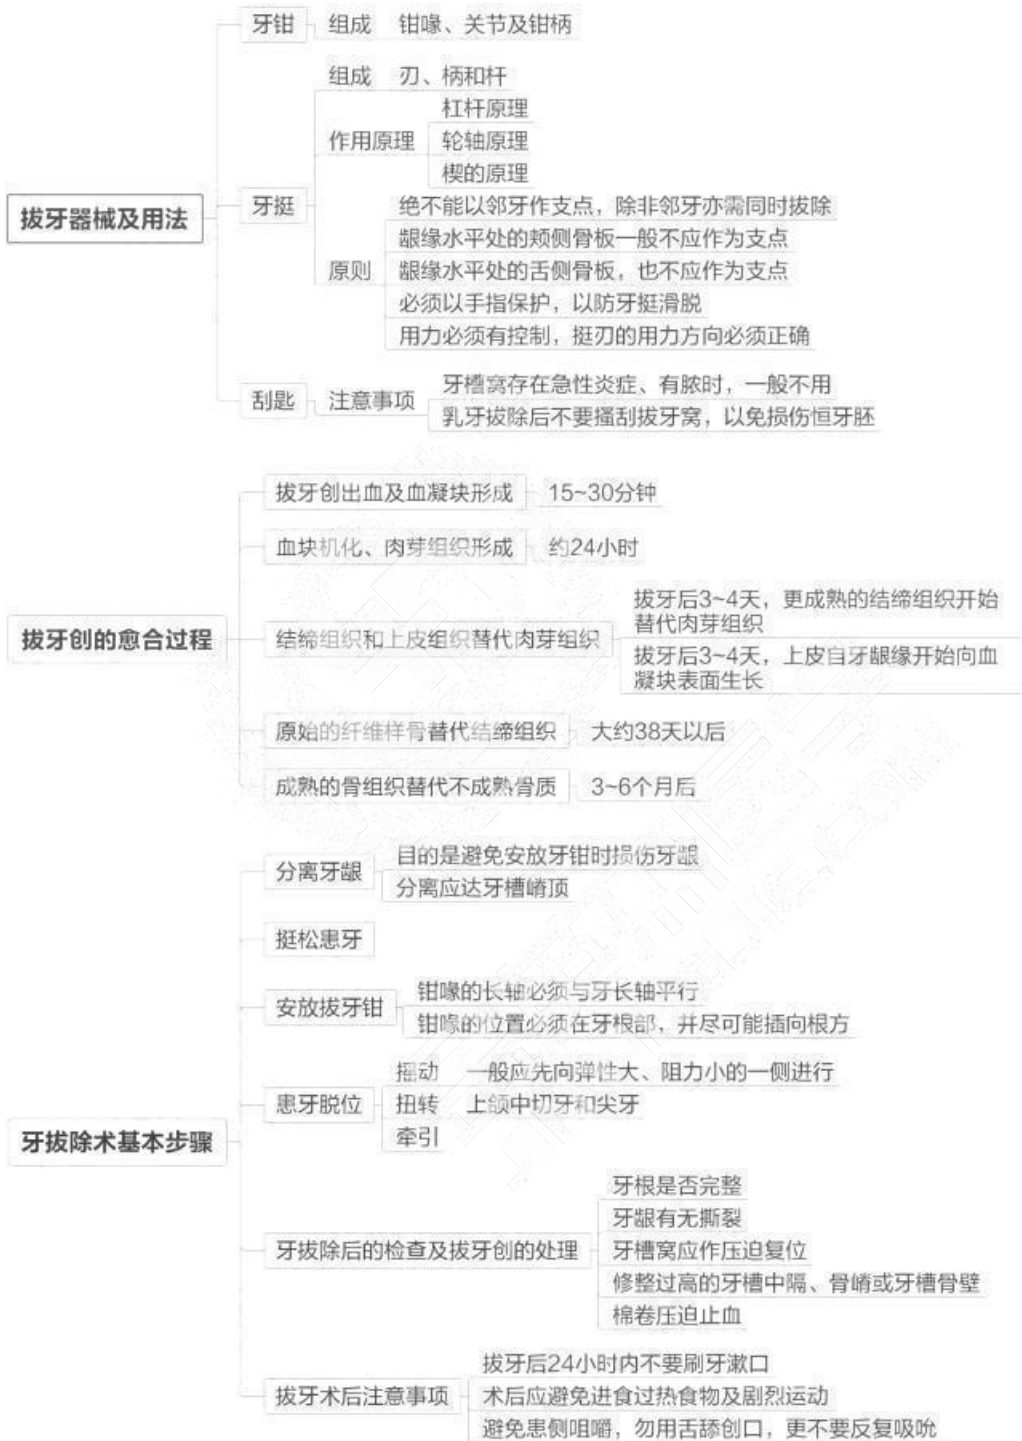 拔牙器械及用法
牙钳
组成
钳喙、关节及钳柄
牙挺
组成
刃、柄和杆
作用原理
杠杆原理
轮轴原理
楔的原理
原则
绝不能以邻牙作支点，除非邻牙亦需同时拔除
龈缘水平处的颊侧骨板一般不应作为支点
龈缘水平处的舌侧骨板，也不应作为支点
必须以手指保护，以防牙挺滑脱
用力必须有控制，挺刃的用力方向必须正确
刮匙
注意事项
牙槽窝存在急性炎症、有脓时，一般不用
乳牙拔除后不要搔刮拔牙窝，以免损伤恒牙胚
拔牙创的愈合过程
拔牙创出血及血凝块形成
15~30分钟
血块机化、肉芽组织形成
约24小时
结缔组织和上皮组织替代肉芽组织
拔牙后3~4天，更成熟的结缔组织开始
替代肉芽组织
拔牙后3~4天，上皮自牙龈缘开始向血
凝块表面生长
原始的纤维样骨替代结缔组织
大约38天以后
成熟的骨组织替代不成熟骨质
3~6个月后
牙拔除术基本步骤
分离牙龈
目的是避免安放牙钳时损伤牙龈
分离应达牙槽嵴顶
挺松患牙
安放拔牙钳
钳喙的长轴必须与牙长轴平行
钳喙的位置必须在牙根部，并尽可能插向根方
患牙脱位
摇动
一般应先向弹性大、阻力小的一侧进行
扭转
上颌中切牙和尖牙
牵引
牙拔除后的检查及拔牙创的处理
牙根是否完整
牙龈有无撕裂
牙槽窝应作压迫复位
修整过高的牙槽中隔、骨嵴或牙槽骨壁
棉卷压迫止血
拔牙术后注意事项
拔牙后24小时内不要刷牙漱口
术后应避免进食过热食物及剧烈运动
避免患侧咀嚼，勿用舌舔创口，更不要反复吸吮